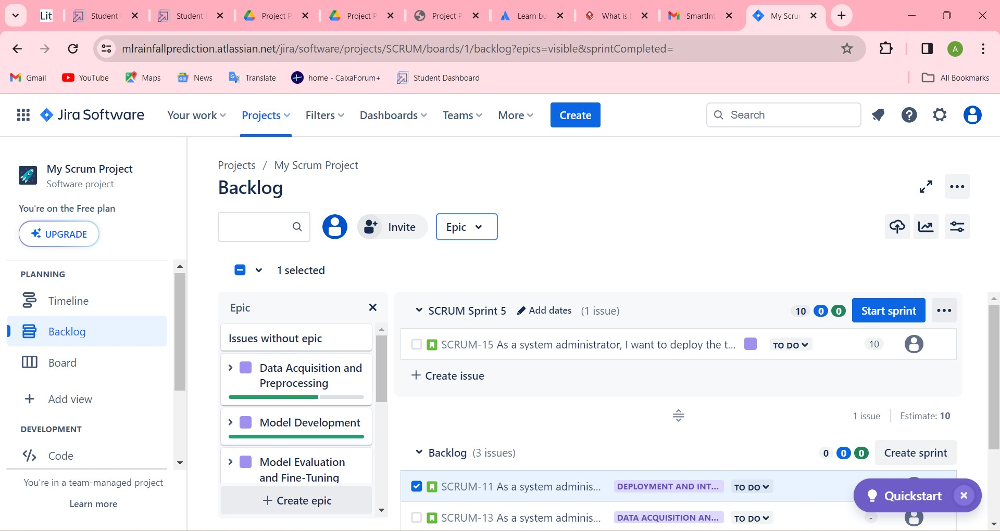 Lit Student Student Project P Project P Project P Learn bu What is SmartInt My Scru
mlrainfallprediction.atlassian.net/jira/software/projects/SCRUM/boards/1/backlog?epics=visible&sprintCompleted= A
Gmail YouTube Maps News Translate home - CaixaForum+ Student Dashboard All Bookmarks
Jira Software Your work Projects Filters Dashboards Teams More Create Search
My Scrum Project
Software project
You're on the Free plan
UPGRADE
PLANNING
Timeline
Backlog
Board
Add view
DEVELOPMENT
Code
You're in a team-managed project
Learn more
Projects / My Scrum Project
Backlog
Invite Epic
1 selected
Epic
Issues without epic
Data Acquisition and
Preprocessing
Model Development
Model Evaluation
and Fine-Tuning
+ Create epic
SCRUM Sprint 5 Add dates (1 issue) 10 0 0 Start sprint
SCRUM-15 As a system administrator, I want to deploy the t... TO DO 10
+ Create issue
1 issue Estimate: 10
Backlog (3 issues) 0 0 0 Create sprint
SCRUM-11 As a system adminis... DEPLOYMENT AND INT... TO DO
SCRUM-13 As a system adminis... DATA ACQUISITION AN... TO DO -
Quickstart